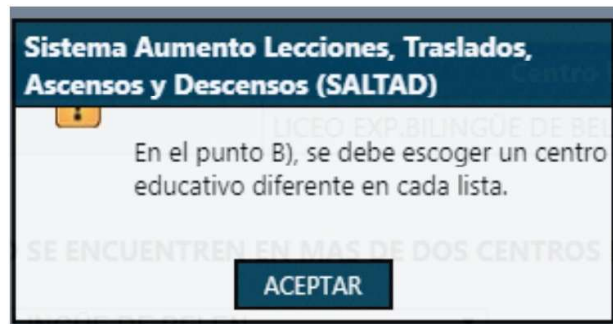 Sistema Aumento Lecciones, Traslados,
Ascensos y Descensos (SALTAD)
Centro
LICEO EXP.BILINGÜE DE BEL
En el punto B), se debe escoger un centro
educativo diferente en cada lista.
SE ENCUENTREN EN MAS DE DOS CENTROS
ACEPTAR